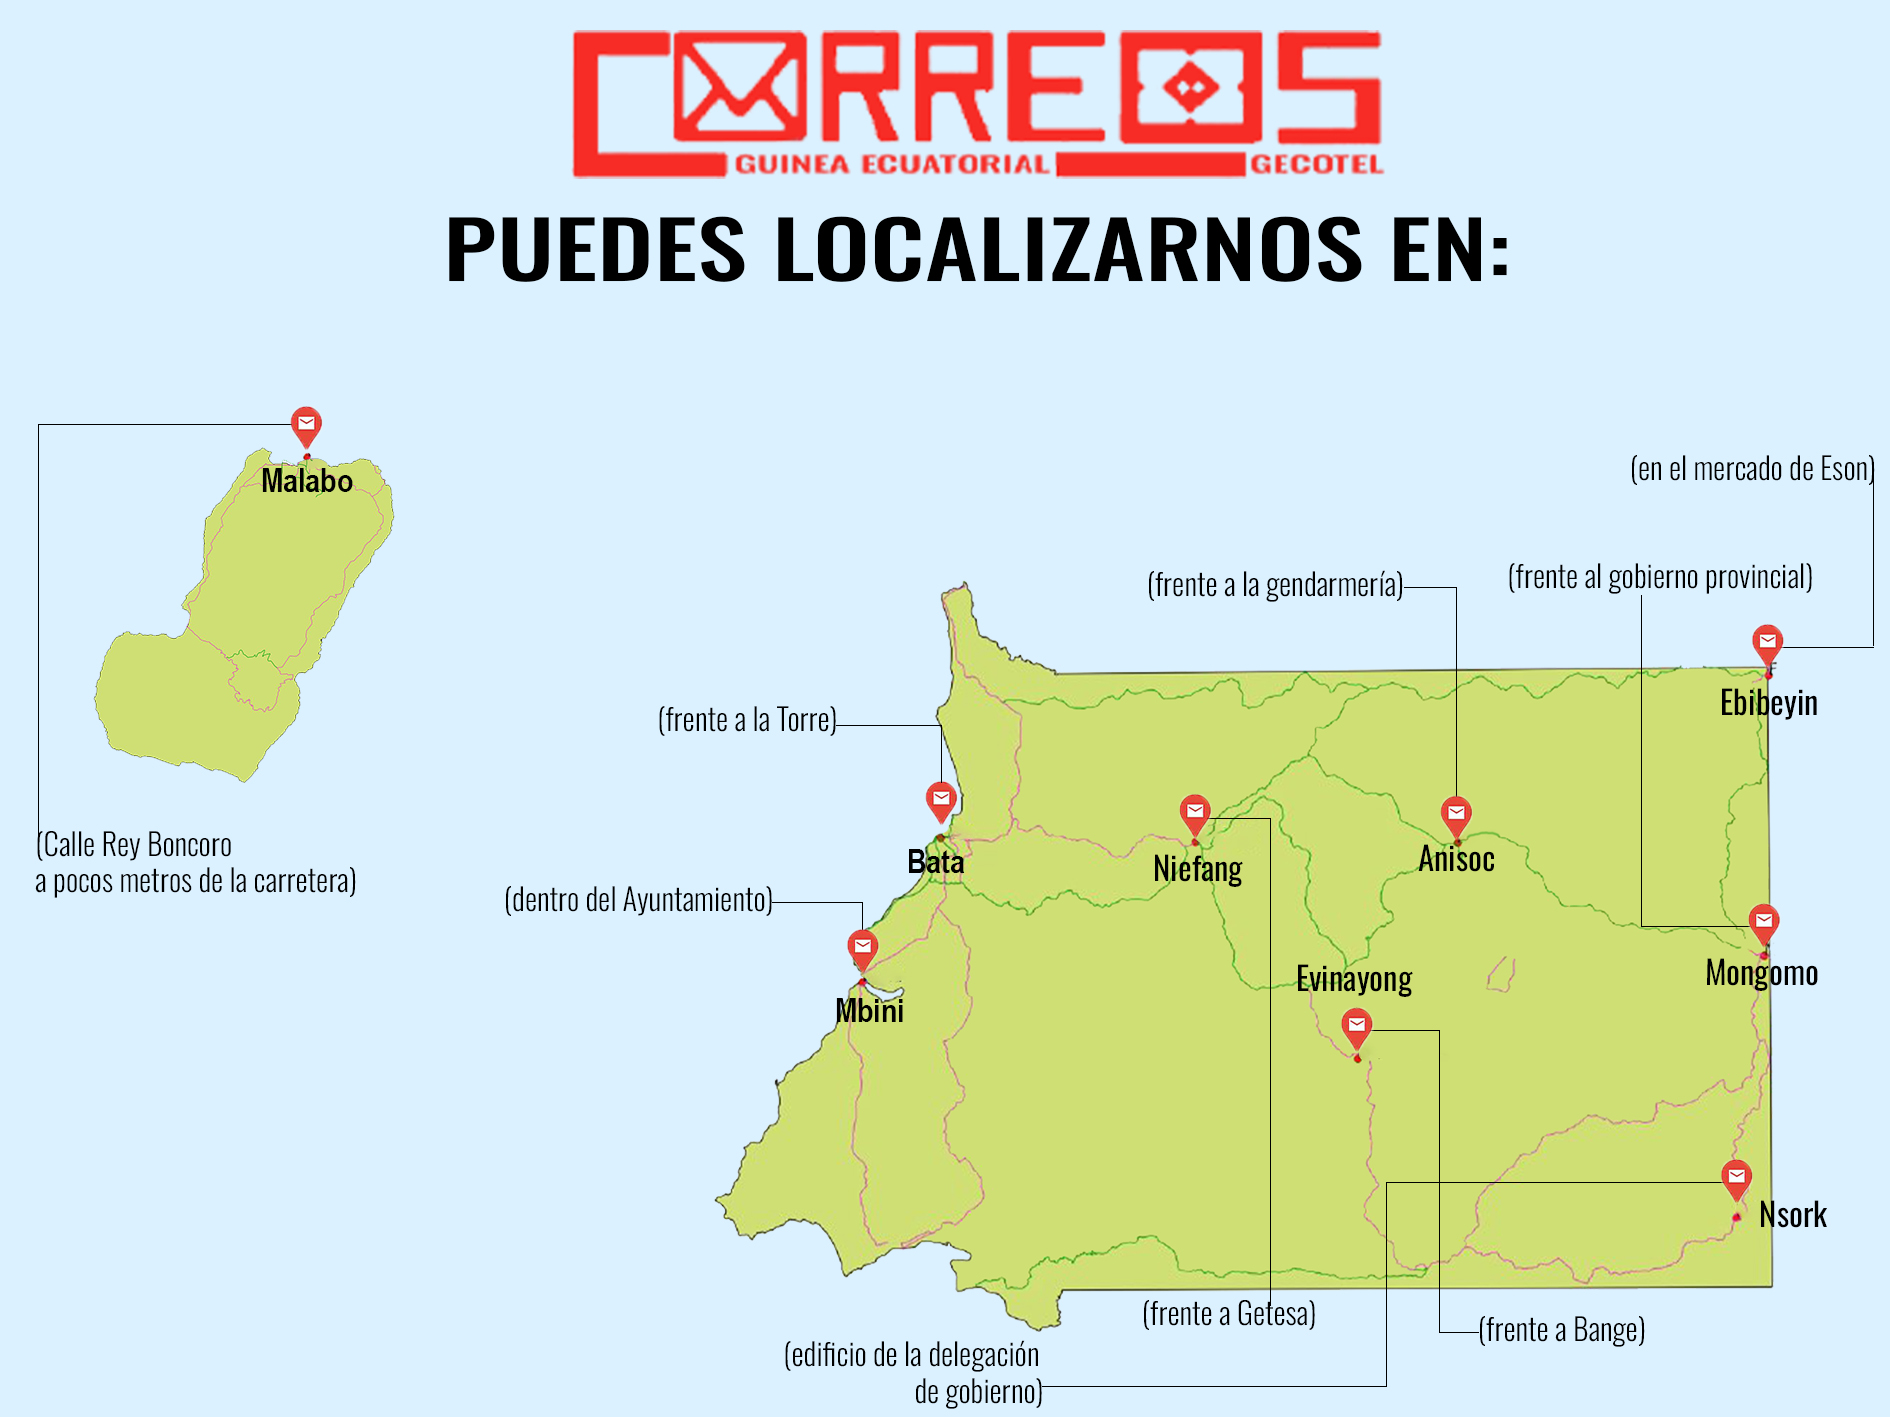 CORREOS
GUINEA ECUATORIAL GECOTEL
PUEDES LOCALIZARNOS EN:
Malabo
(en el mercado de Eson)
(frente a la gendarmería)
(frente al gobierno provincial)
Ebibeyin
(frente a la Torre)
(Calle Rey Boncoro
a pocos metros de la carretera)
Bata
Niefang
Anisoc
(dentro del Ayuntamiento)
Mongomo
Evinayong
Mbini
Nsork
(frente a Getesa)
(frente a Bange)
(edificio de la delegación
de gobierno)